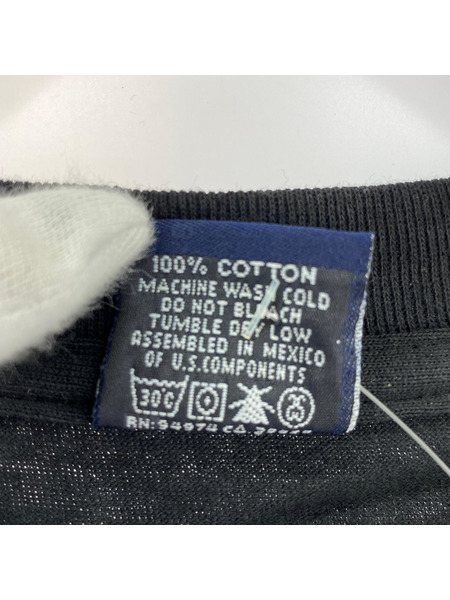 100% COTTON
MACHINE WASH COLD
DO NOT BLEACH
TUMBLE DRY LOW
ASSEMBLED IN MEXICO
OF U.S.COMPONENTS
30C
RN:94974 CA